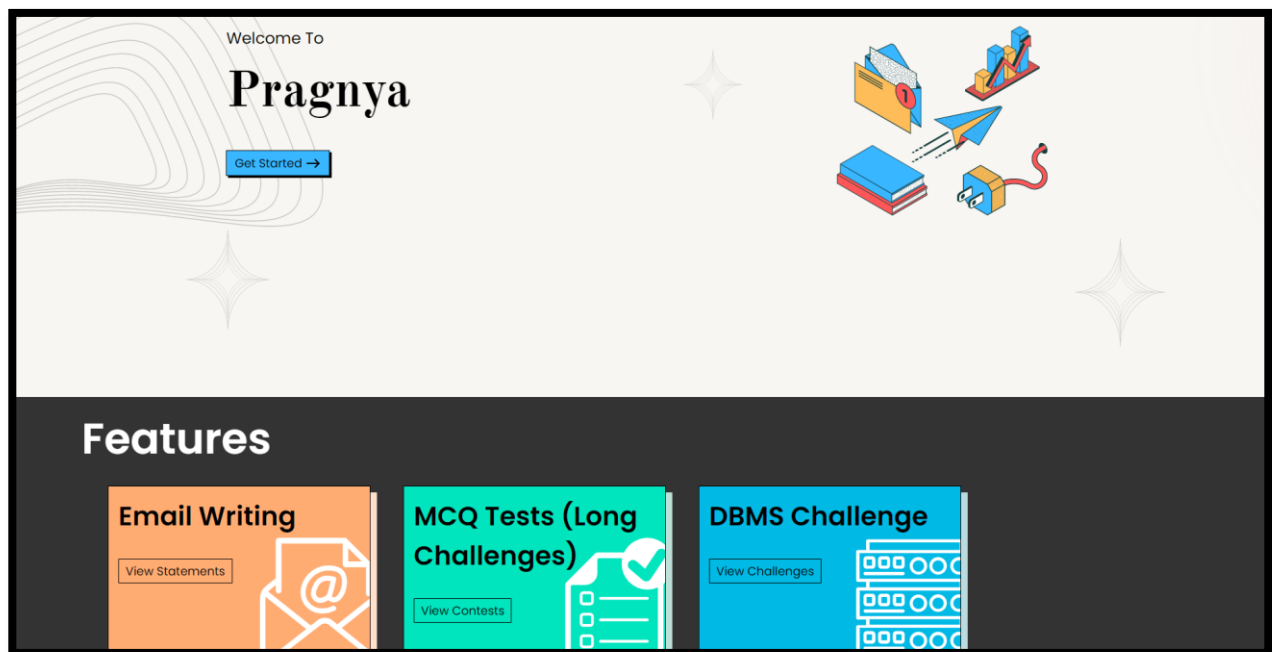 Welcome To
Pragnya
Get Started →
1
Features
Email Writing
View Statements
@
MCQ Tests (Long
Challenges)
View Contests
DBMS Challenge
View Challenges